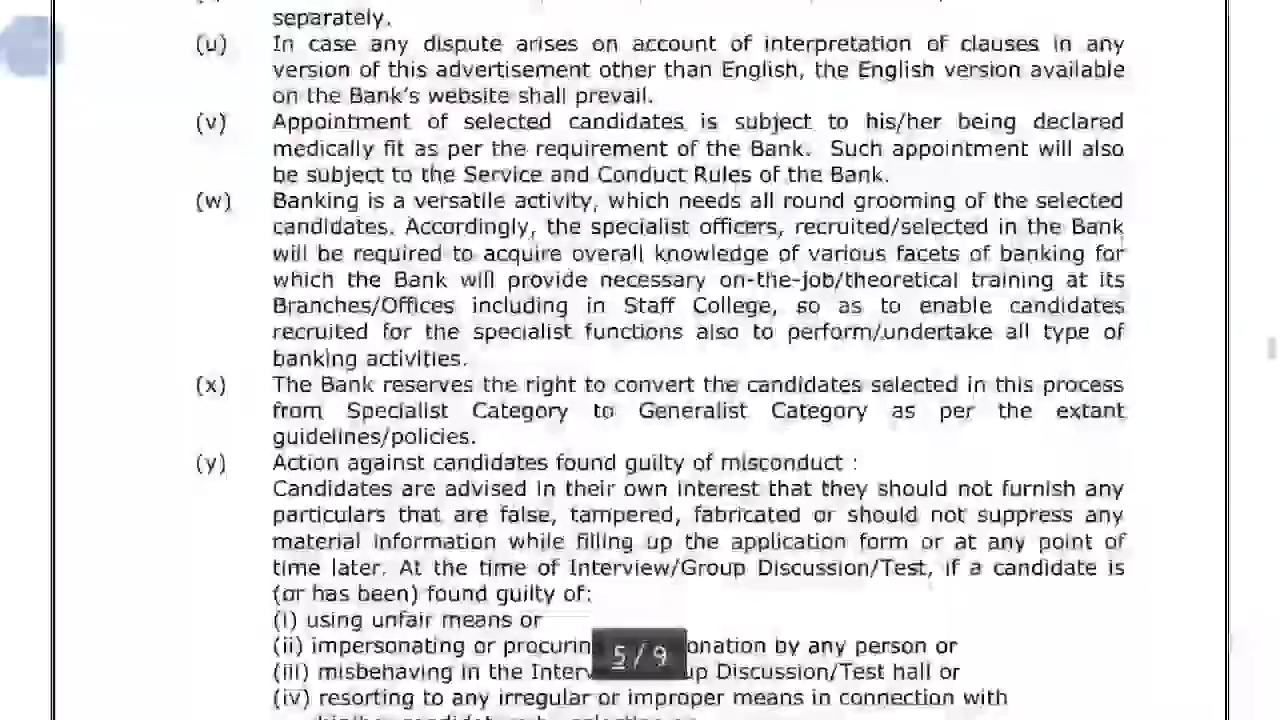 separately.
(u) In case any dispute arises on account of interpretation of clauses in any
version of this advertisement other than English, the English version available
on the Bank's website shall prevail.
(v) Appointment of selected candidates is subject to his/her being declared
medically fit as per the requirement of the Bank. Such appointment will also
be subject to the Service and Conduct Rules of the Bank.
(w) Banking is a versatile activity, which needs all round grooming of the selected
candidates. Accordingly, the specialist officers, recruited/selected in the Bank
will be required to acquire overall knowledge of various facets of banking for
which the Bank will provide necessary on-the-job/theoretical training at its
Branches/Offices including in Staff College, so as to enable candidates
recruited for the specialist functions also to perform/undertake all type of
banking activities.
(x) The Bank reserves the right to convert the candidates selected in this process
from Specialist Category to Generalist Category as per the extant
guidelines/policies.
(y) Action against candidates found guilty of misconduct :
Candidates are advised in their own interest that they should not furnish any
particulars that are false, tampered, fabricated or should not suppress any
material information while filling up the application form or at any point of
time later. At the time of Interview/Group Discussion/Test, if a candidate is
(or has been) found guilty of:
(i) using unfair means or
(ii) impersonating or procurin onation by any person or
5 / 9
(iii) misbehaving in the Interv up Discussion/Test hall or
(iv) resorting to any irregular or improper means in connection with